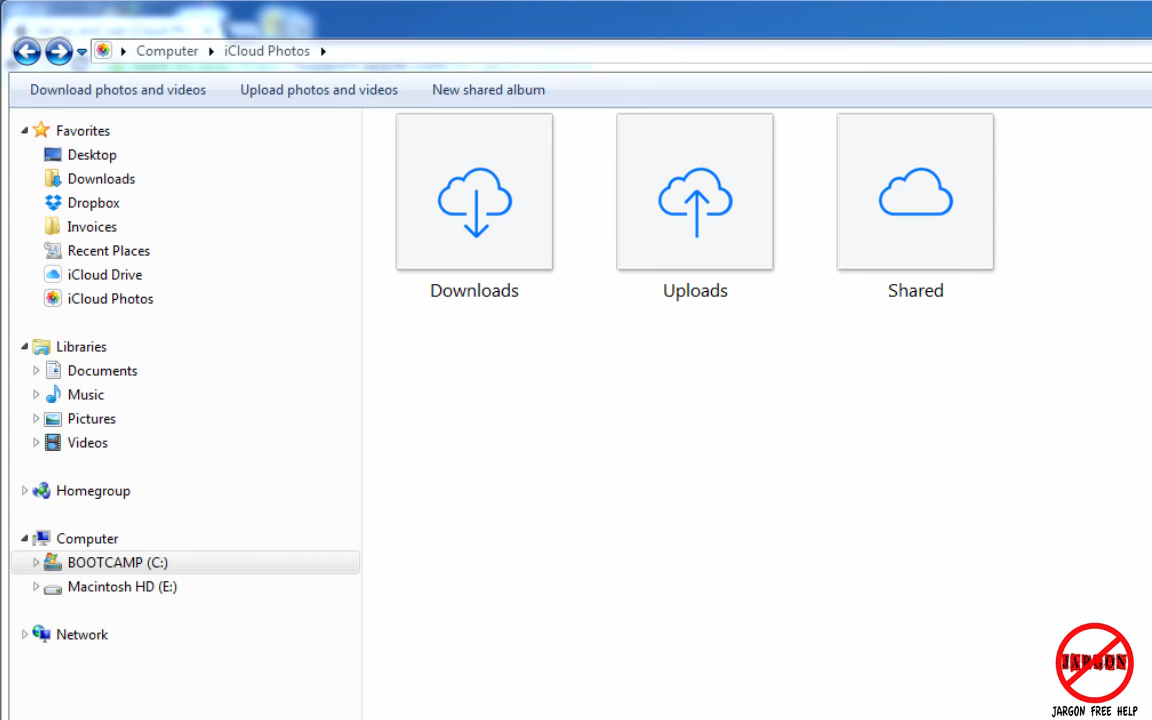 Computer
iCloud Photos
Download photos and videos
Upload photos and videos
New shared album
Favorites
Desktop
Downloads
Dropbox
Invoices
Recent Places
iCloud Drive
iCloud Photos
Libraries
Documents
Music
Pictures
Videos
Homegroup
Computer
BOOTCAMP (C:)
Macintosh HD (E:)
Network
Downloads
Uploads
Shared
JARGON
JARGON FREE HELP